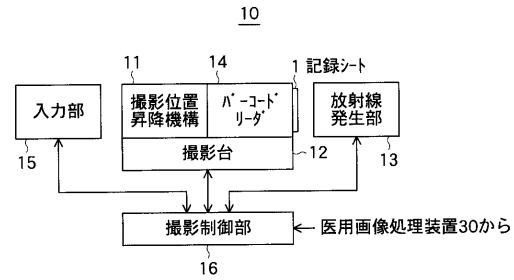 10
11
14
1 記録シート
入力部
撮影位置
昇降機構
バーコード
リーダ
放射線
発生部
15
撮影台
12
13
撮影制御部
医用画像処理装置30から
16